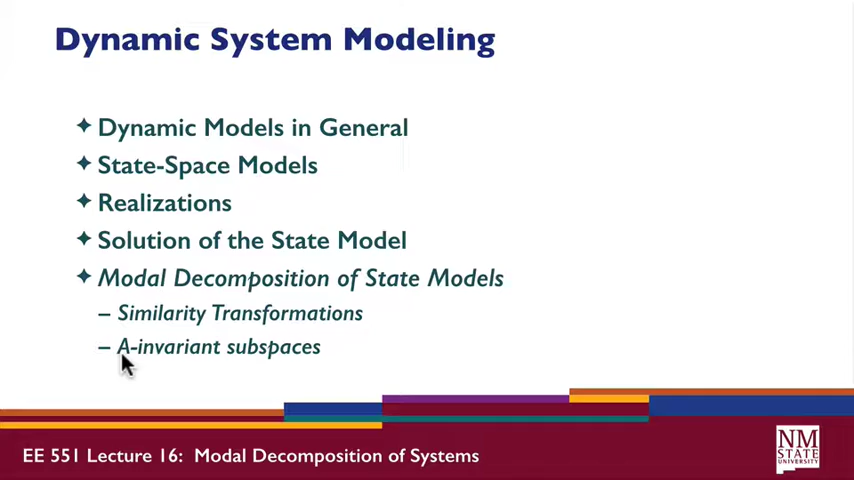 Dynamic System Modeling
Dynamic Models in General
State-Space Models
Realizations
Solution of the State Model
Modal Decomposition of State Models
– Similarity Transformations
– A-invariant subspaces
EE 551 Lecture 16: Modal Decomposition of Systems
NM
STATE
UNIVERSITY